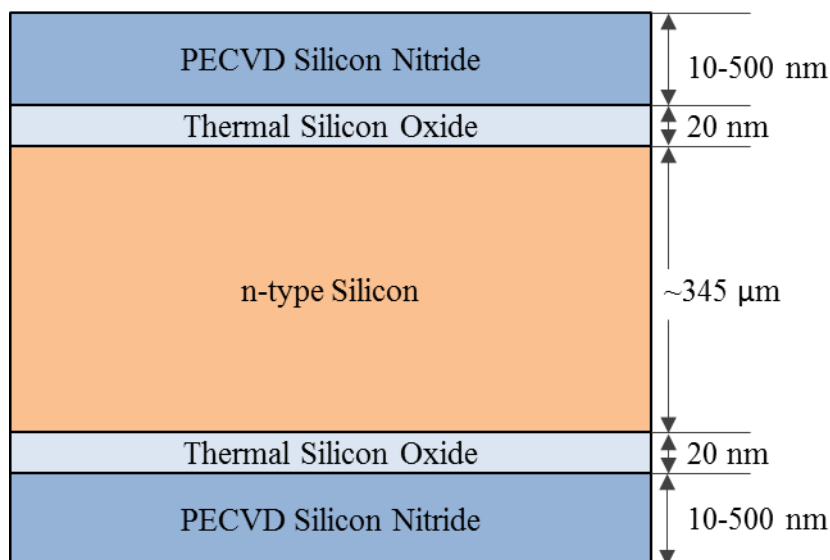 PECVD Silicon Nitride
10-500 nm
Thermal Silicon Oxide
20 nm
n-type Silicon
~345 μm
Thermal Silicon Oxide
20 nm
PECVD Silicon Nitride
10-500 nm